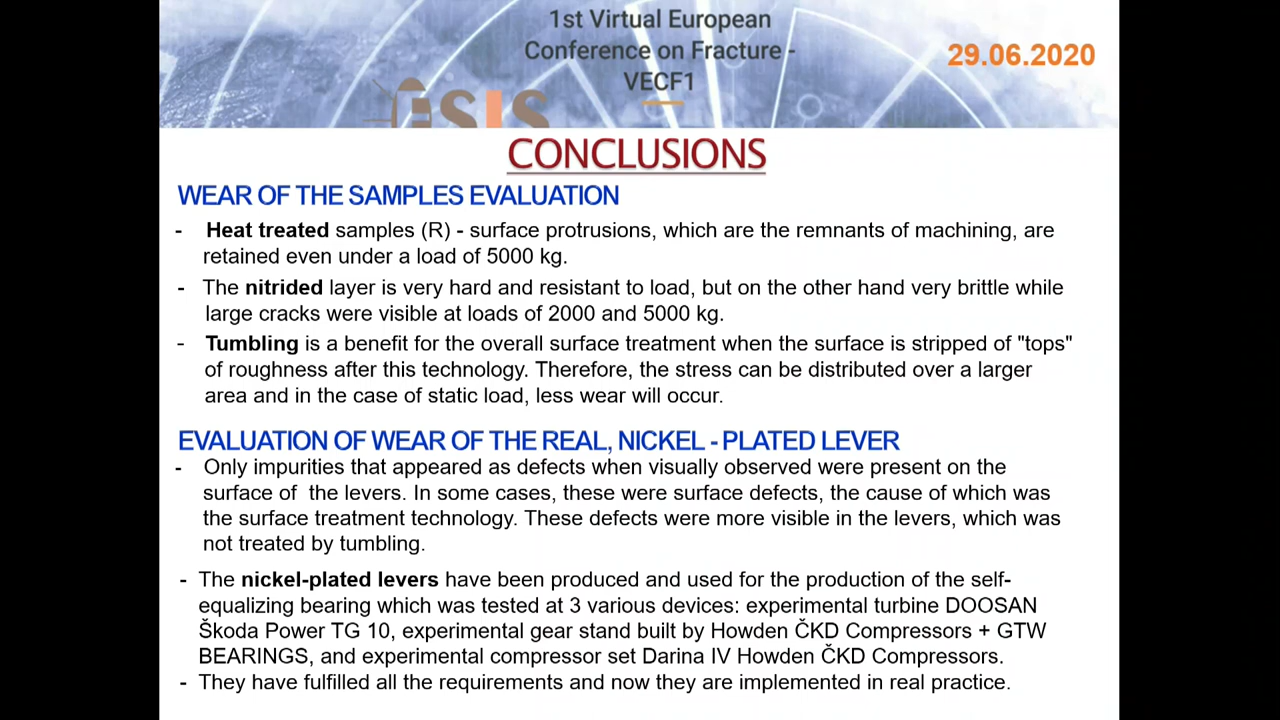 1st Virtual European
Conference on Fracture -
VECF1
29.06.2020
ESIS
CONCLUSIONS
WEAR OF THE SAMPLES EVALUATION
- Heat treated samples (R) - surface protrusions, which are the remnants of machining, are
retained even under a load of 5000 kg.
- The nitrided layer is very hard and resistant to load, but on the other hand very brittle while
large cracks were visible at loads of 2000 and 5000 kg.
- Tumbling is a benefit for the overall surface treatment when the surface is stripped of "tops"
of roughness after this technology. Therefore, the stress can be distributed over a larger
area and in the case of static load, less wear will occur.
EVALUATION OF WEAR OF THE REAL, NICKEL - PLATED LEVER
- Only impurities that appeared as defects when visually observed were present on the
surface of the levers. In some cases, these were surface defects, the cause of which was
the surface treatment technology. These defects were more visible in the levers, which was
not treated by tumbling.
- The nickel-plated levers have been produced and used for the production of the self-
equalizing bearing which was tested at 3 various devices: experimental turbine DOOSAN
Škoda Power TG 10, experimental gear stand built by Howden ČKD Compressors + GTW
BEARINGS, and experimental compressor set Darina IV Howden ČKD Compressors.
- They have fulfilled all the requirements and now they are implemented in real practice.